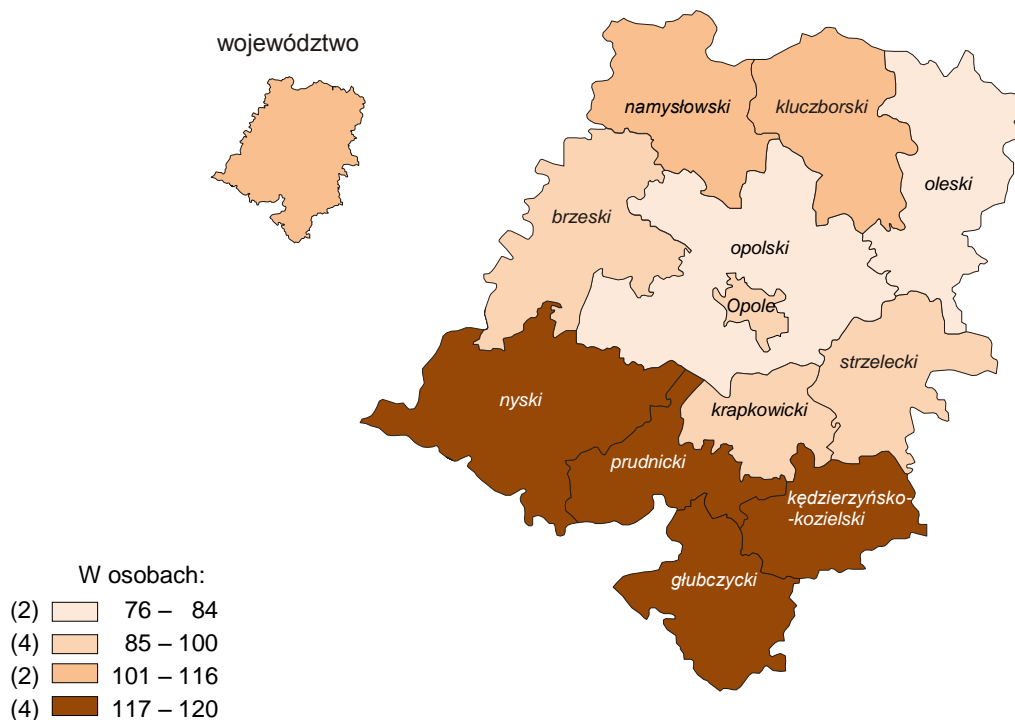 województwo
namysłowski
kluczborski
oleski
brzeski
opolski
Opole
strzelecki
nyski
krapkowicki
prudnicki
kędzierzyńsko-
-kozielski
głubczycki
W osobach:
(2) 76 – 84
(4) 85 – 100
(2) 101 – 116
(4) 117 – 120